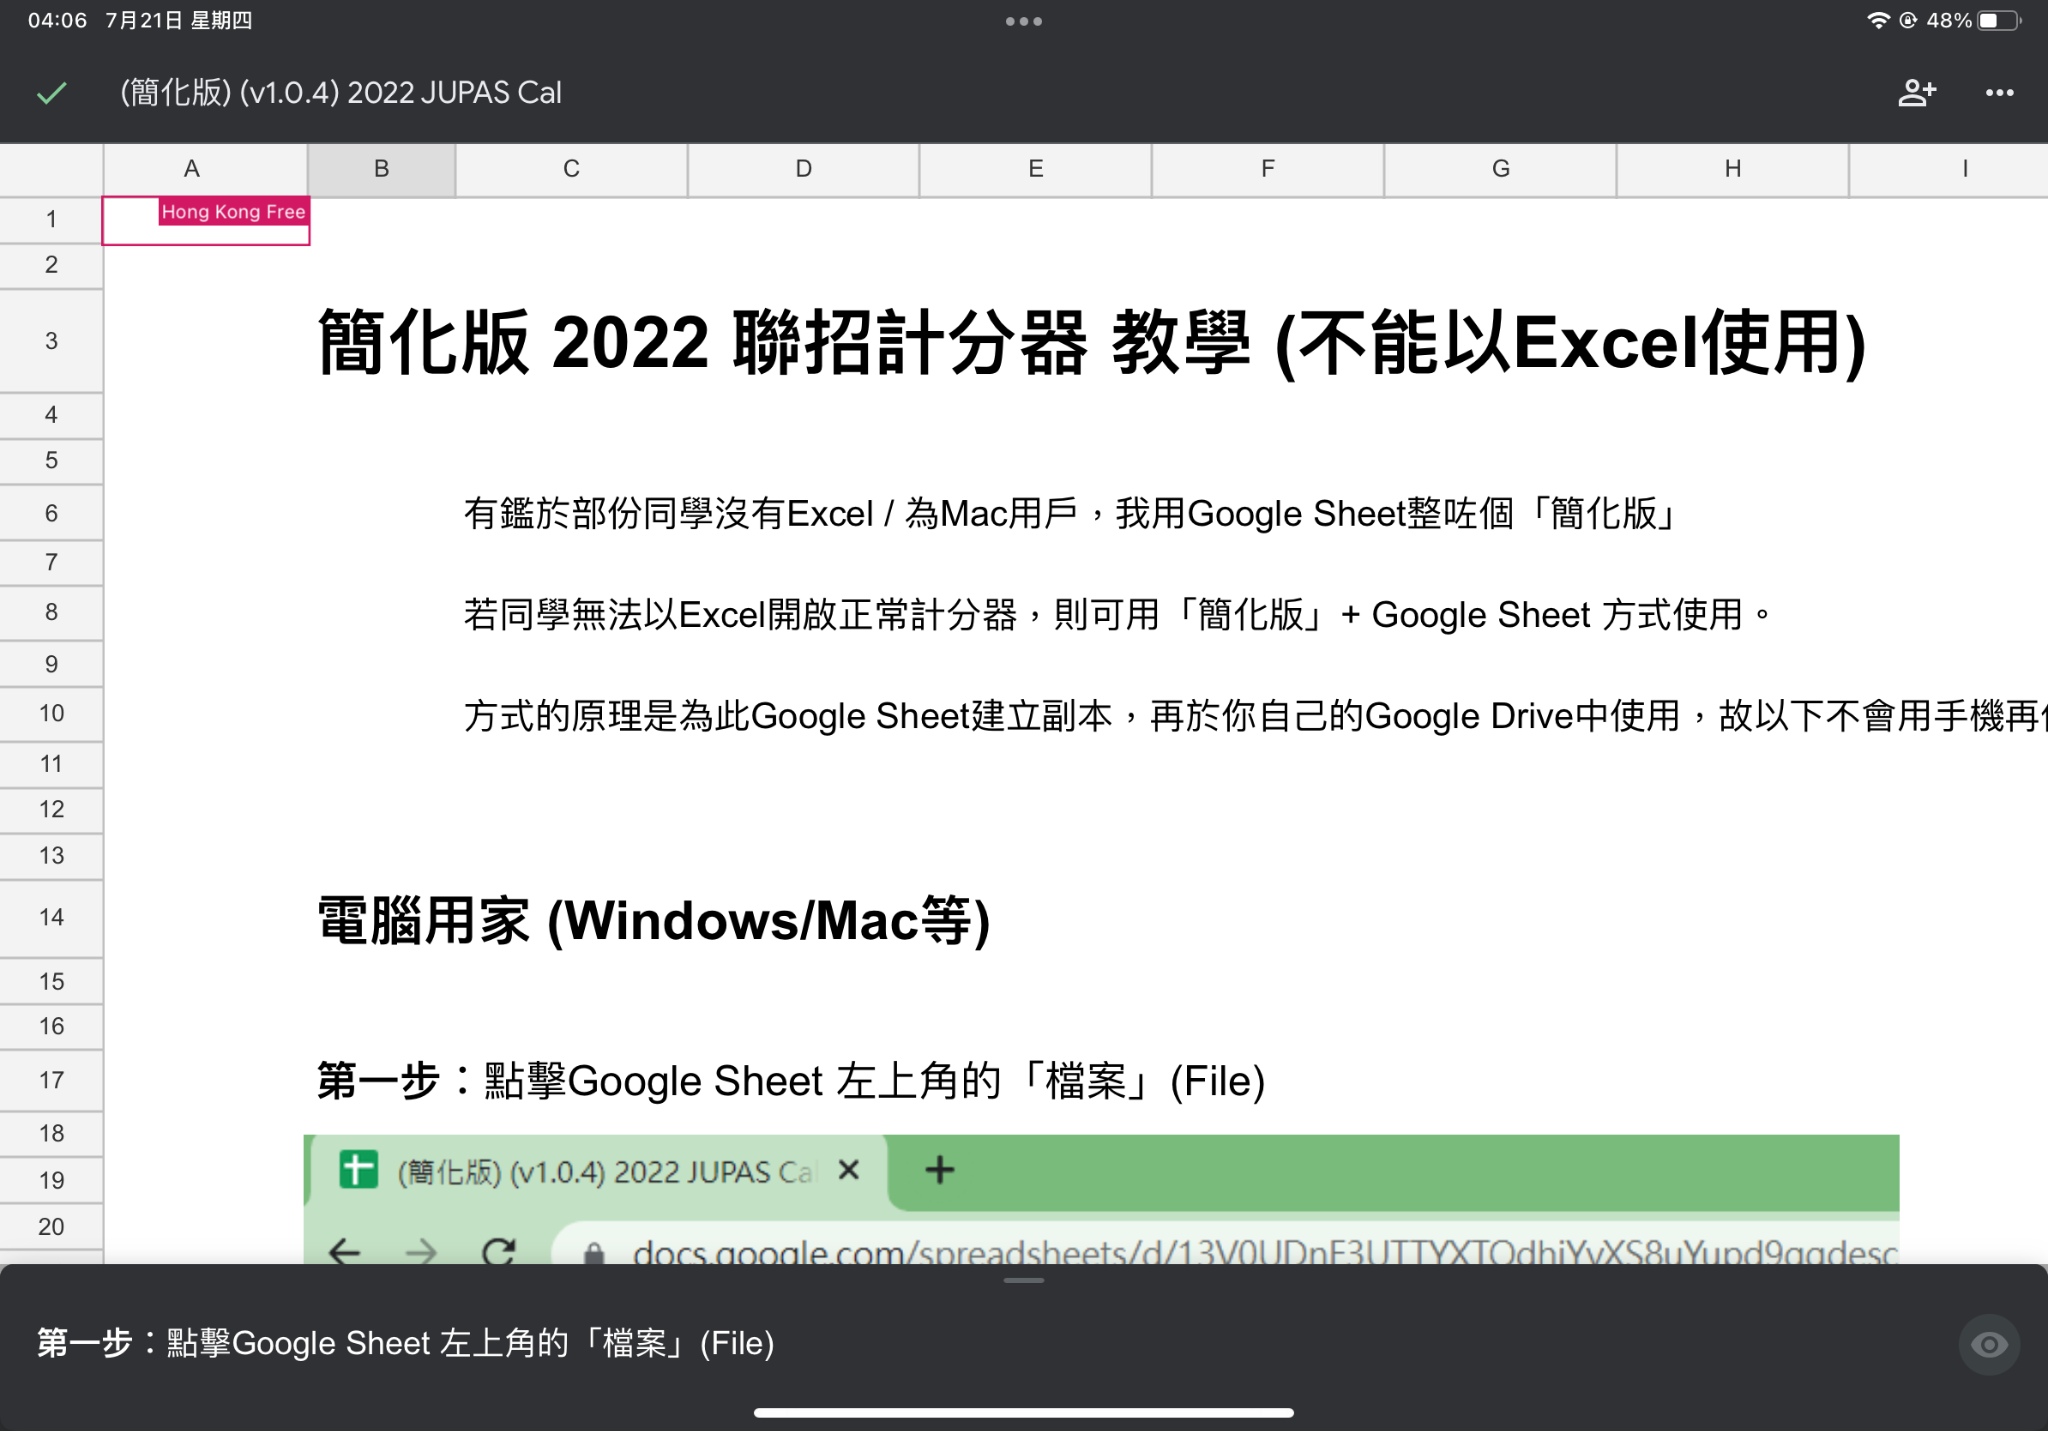 04:06 7月21日 星期四
48%
(簡化版) (v1.0.4) 2022 JUPAS Cal
A B C D E F G H I
1
Hong Kong Free
2
3
簡化版 2022 聯招計分器 教學 (不能以Excel使用)
4
5
6
有鑑於部份同學沒有Excel / 為Mac用戶，我用Google Sheet整咗個「簡化版」
7
8
若同學無法以Excel開啟正常計分器，則可用「簡化版」+ Google Sheet 方式使用。
9
10
方式的原理是為此Google Sheet建立副本，再於你自己的Google Drive中使用，故以下不會用手機再
11
12
13
14
電腦用家 (Windows/Mac等)
15
16
17
第一步：點擊Google Sheet 左上角的「檔案」(File)
18
19
(簡化版) (v1.0.4) 2022 JUPAS Ca
20
docs.google.com/spreadsheets/d/
第一步：點擊Google Sheet 左上角的「檔案」(File)